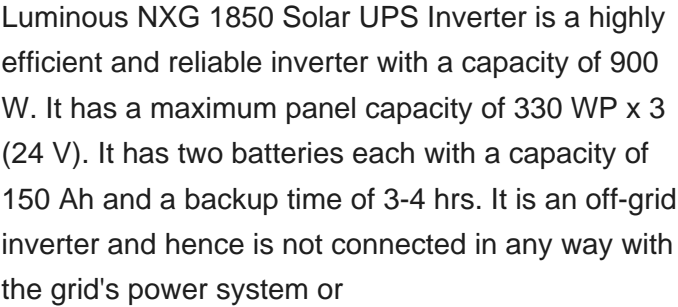 Luminous NXG 1850 Solar UPS Inverter is a highly
efficient and reliable inverter with a capacity of 900
W. It has a maximum panel capacity of 330 WP x 3
(24 V). It has two batteries each with a capacity of
150 Ah and a backup time of 3-4 hrs. It is an off-grid
inverter and hence is not connected in any way with
the grid's power system or